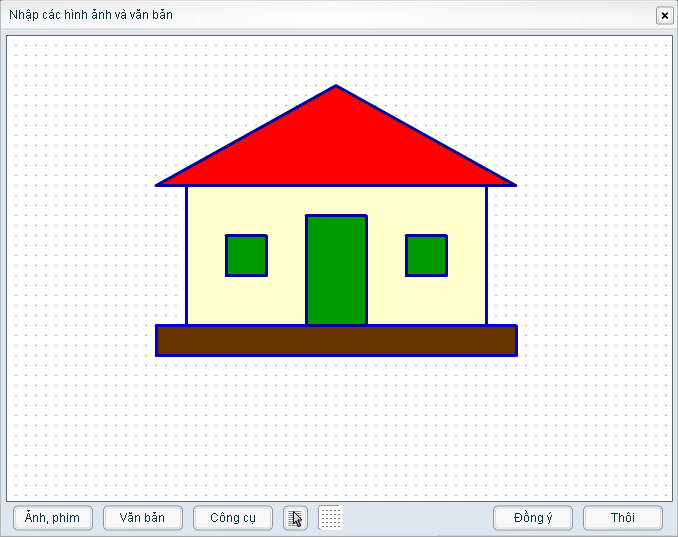 Nhập các hình ảnh và văn bản
Ảnh, phim Văn bản Công cụ Đồng ý Thôi